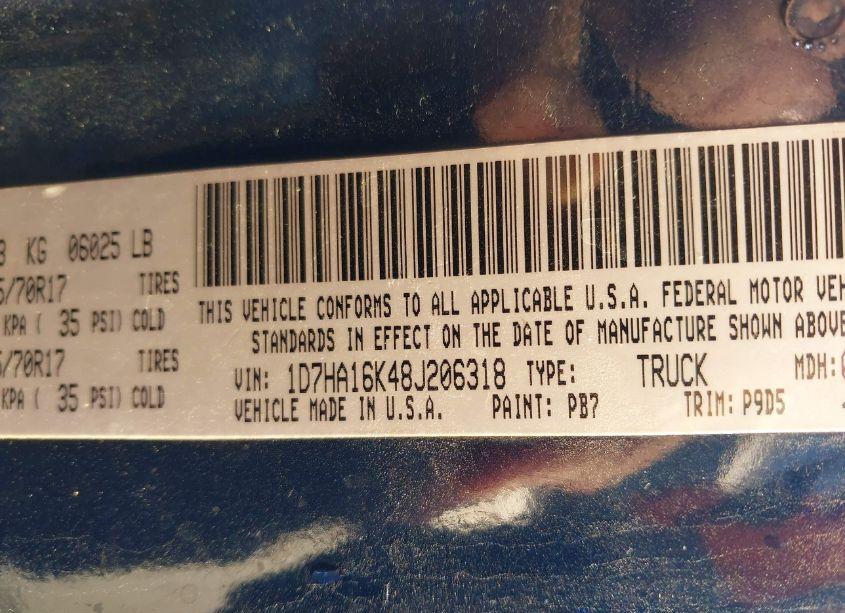 KG 06025 LB
/70R17 TIRES
KPA ( 35 PSI) COLD
/70R17 TIRES
KPA ( 35 PSI) COLD
THIS VEHICLE CONFORMS TO ALL APPLICABLE U.S.A. FEDERAL MOTOR VEH
STANDARDS IN EFFECT ON THE DATE OF MANUFACTURE SHOWN ABOVE
VIN: 1D7HA16K48J206318 TYPE: TRUCK MDH:
VEHICLE MADE IN U.S.A. PAINT: PB7 TRIM: P9D5